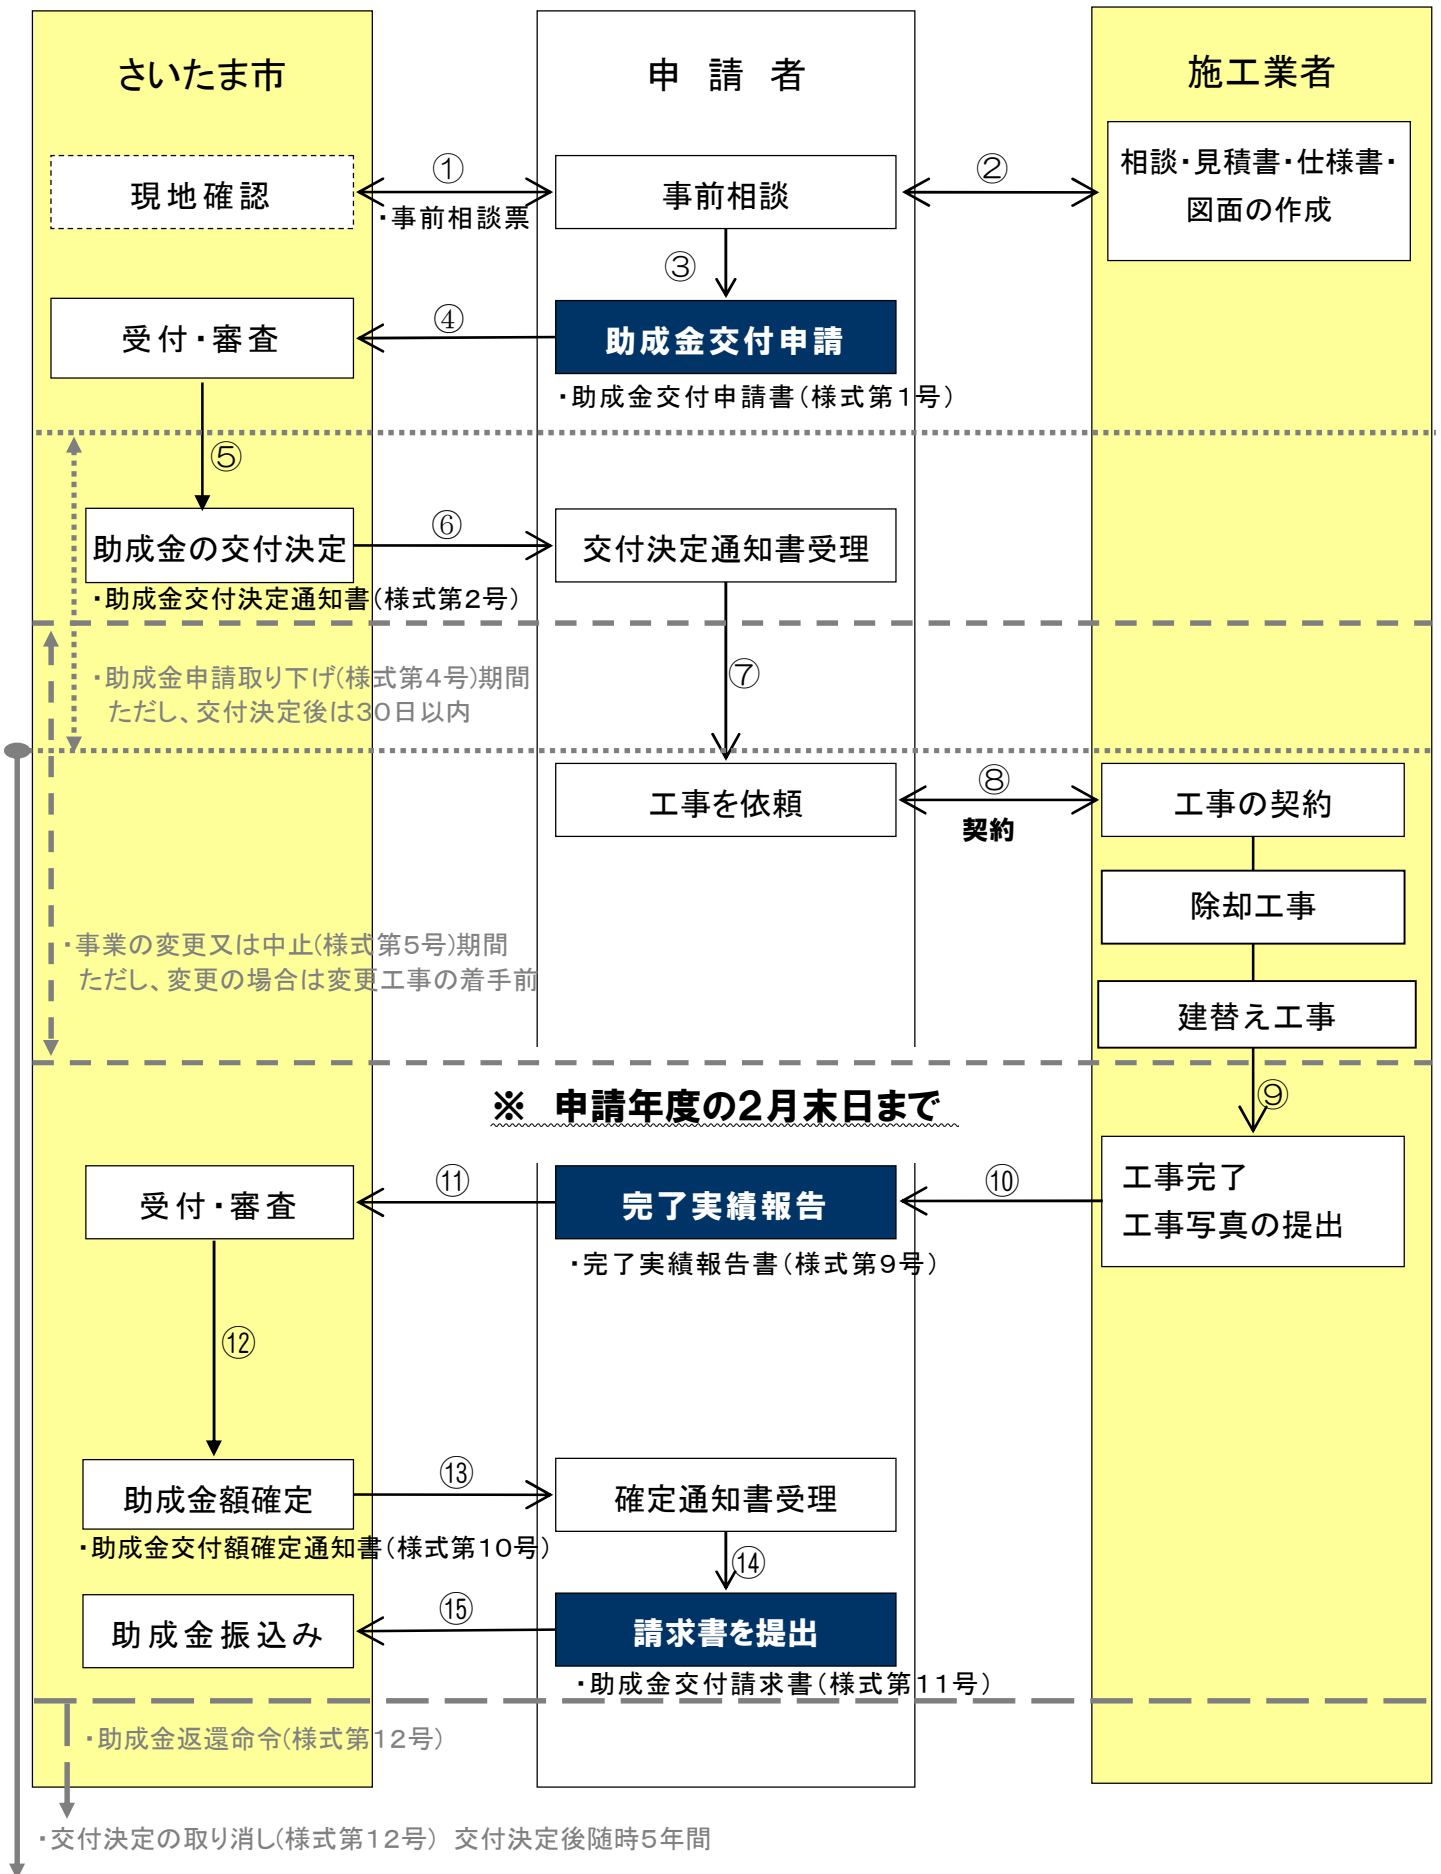 さいたま市
申 請 者
施工業者
現地確認
①
・事前相談票
事前相談
②
相談・見積書・仕様書・
図面の作成
③
受付・審査
④
助成金交付申請
・助成金交付申請書(様式第1号)
⑤
助成金の交付決定
・助成金交付決定通知書(様式第2号)
⑥
交付決定通知書受理
・助成金申請取り下げ(様式第4号)期間
ただし、交付決定後は30日以内
⑦
工事を依頼
⑧
契約
工事の契約
除却工事
・事業の変更又は中止(様式第5号)期間
ただし、変更の場合は変更工事の着手前
建替え工事
※ 申請年度の2月末日まで
⑨
工事完了
工事写真の提出
⑩
完了実績報告
・完了実績報告書(様式第9号)
⑪
受付・審査
⑫
助成金額確定
・助成金交付額確定通知書(様式第10号)
⑬
確定通知書受理
⑭
助成金振込み
⑮
請求書を提出
・助成金交付請求書(様式第11号)
・助成金返還命令(様式第12号)
・交付決定の取り消し(様式第12号) 交付決定後随時5年間